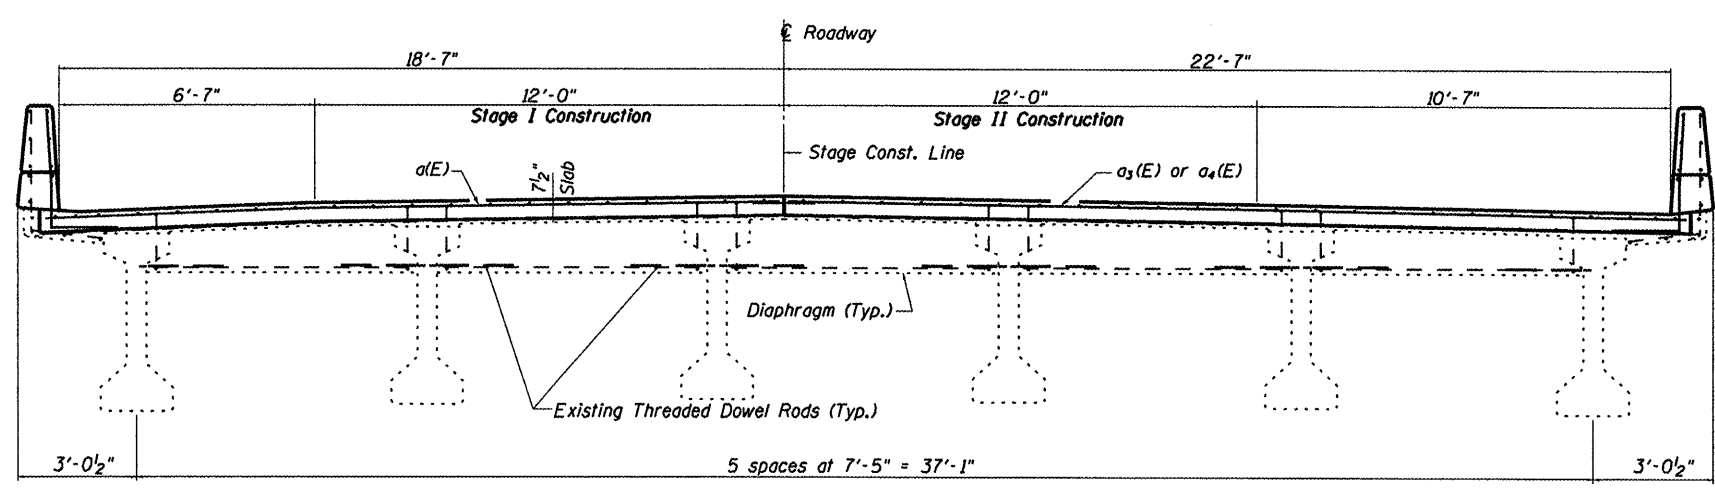 ℄ Roadway
18'-7"
22'-7"
6'-7"
12'-0"
12'-0"
10'-7"
Stage I Construction
Stage II Construction
Stage Const. Line
a(E)
7½"
Slab
a₃(E) or a₄(E)
Diaphragm (Typ.)
Existing Threaded Dowel Rods (Typ.)
3'-0½"
5 spaces at 7'-5" = 37'-1"
3'-0½"